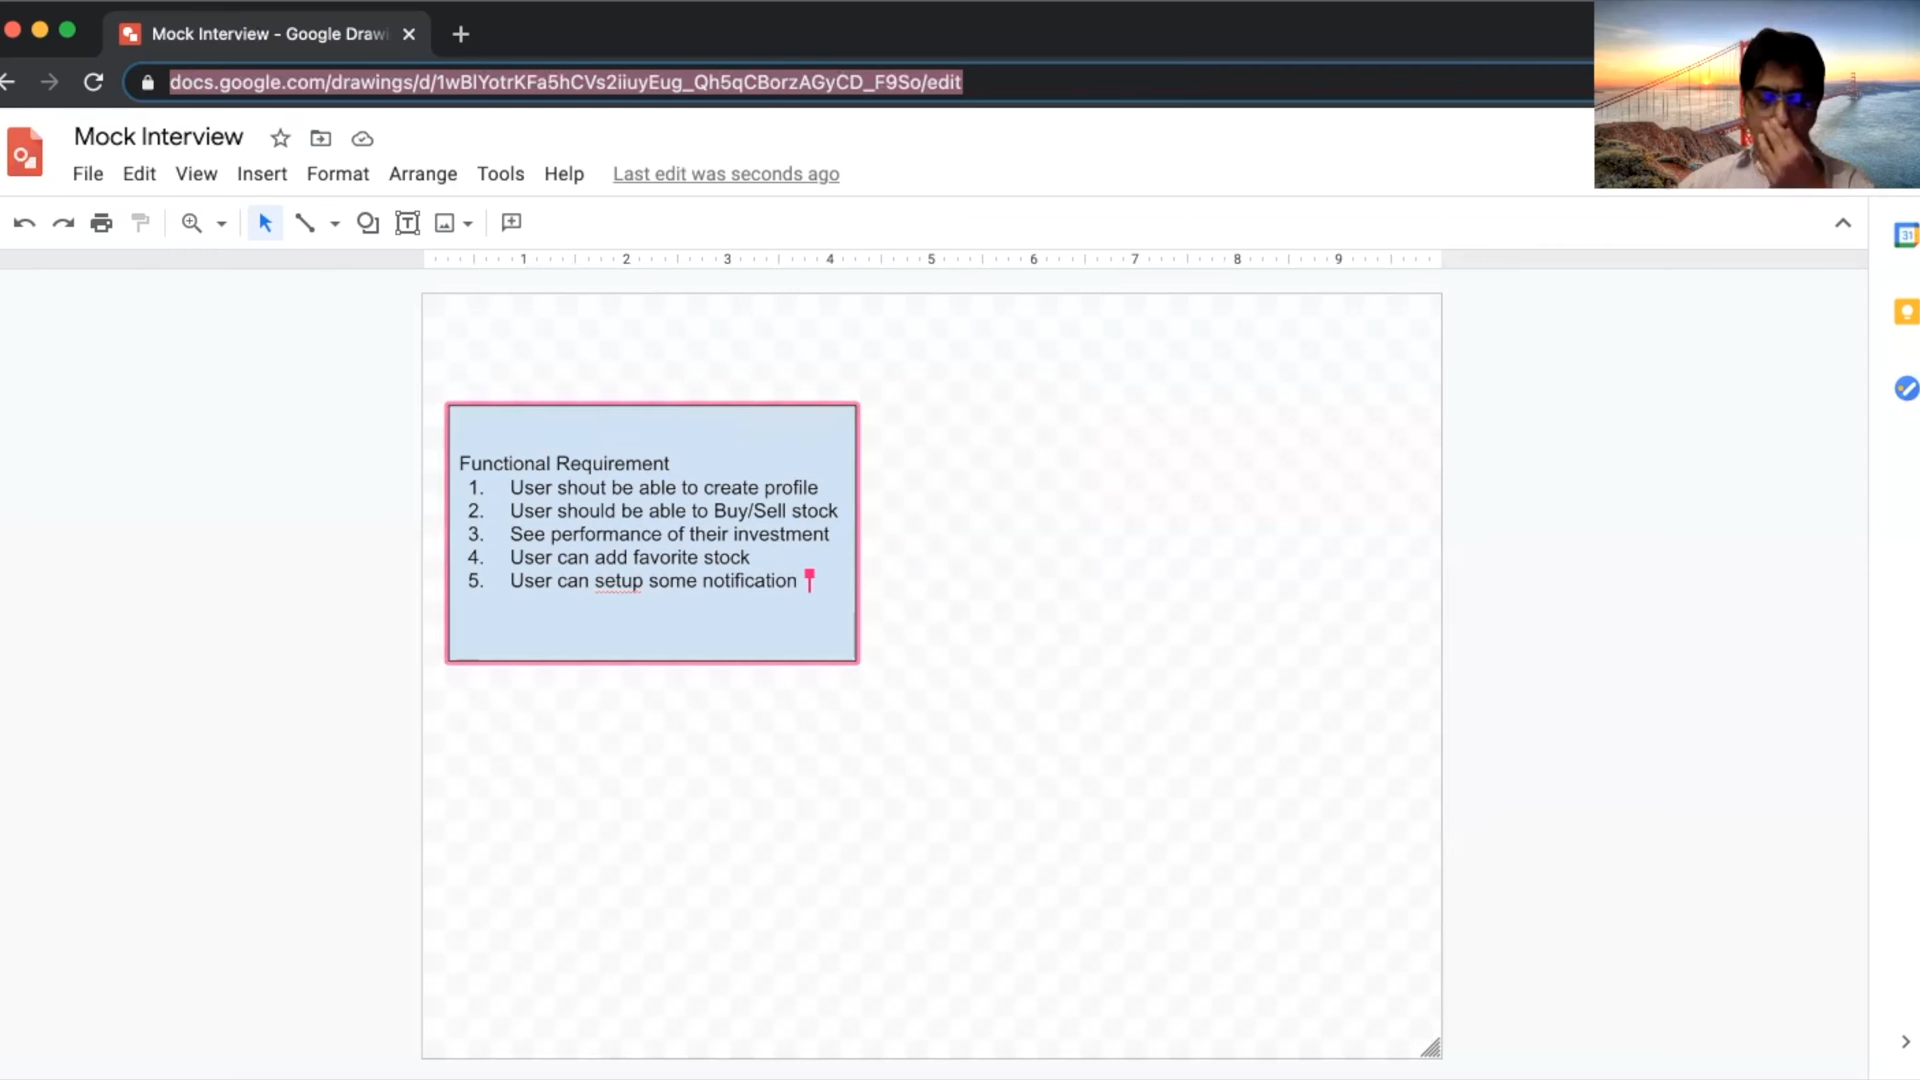 Mock Interview - Google Drawi
docs.google.com/drawings/d/1wBlYotrKFa5hCVs2iiuyEug_Qh5qCBorzAGyCD_F9So/edit
Mock Interview
File Edit View Insert Format Arrange Tools Help Last edit was seconds ago
1 2 3 4 5 6 7 8 9
31
Functional Requirement
1. User shout be able to create profile
2. User should be able to Buy/Sell stock
3. See performance of their investment
4. User can add favorite stock
5. User can setup some notification